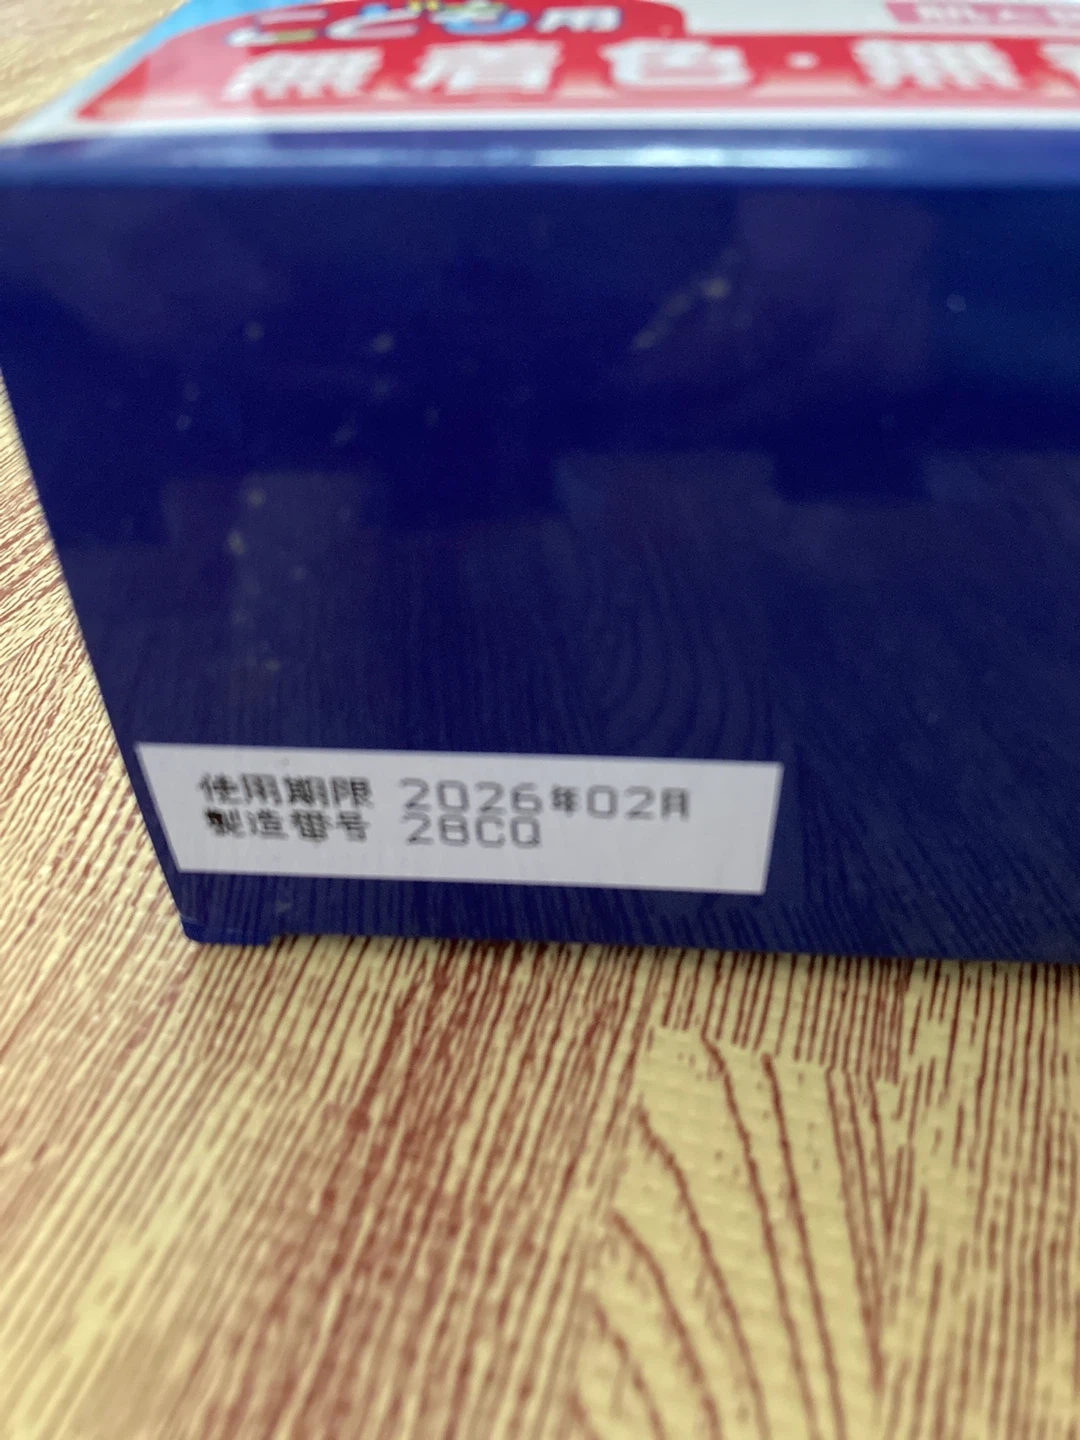 こども用
無着色・無
使用期限 2026年02月
製造番号 28CQ